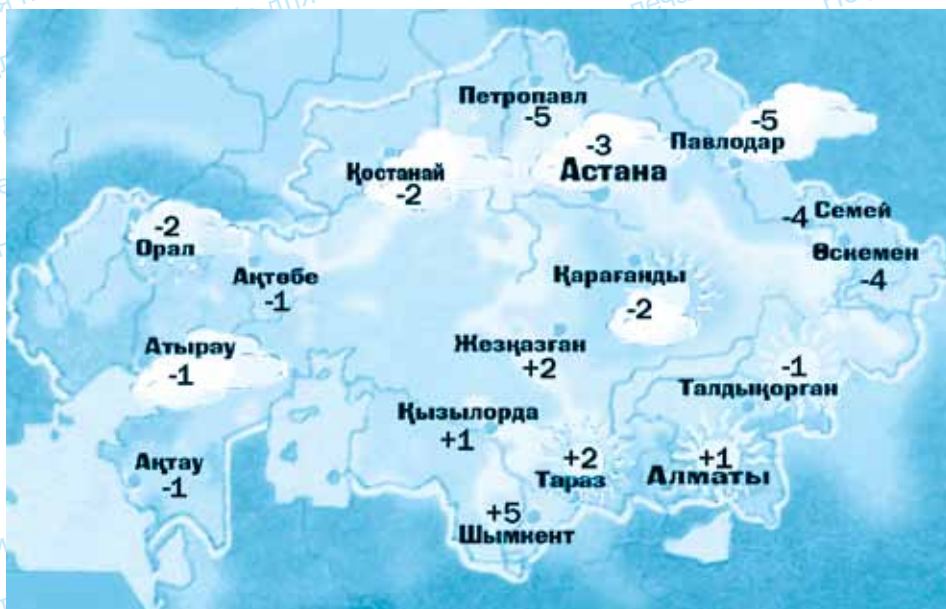 Петропавл
-5
-5
Павлодар
-3
Астана
Қостанай
-2
-4 Семей
-2
Орал
Өскемен
-4
Ақтөбе
-1
Қарағанды
-2
Атырау
-1
Жезқазған
+2
-1
Талдықорган
Қызылорда
+1
+2
Тараз
+1
Алматы
Ақтау
-1
+5
Шымкент